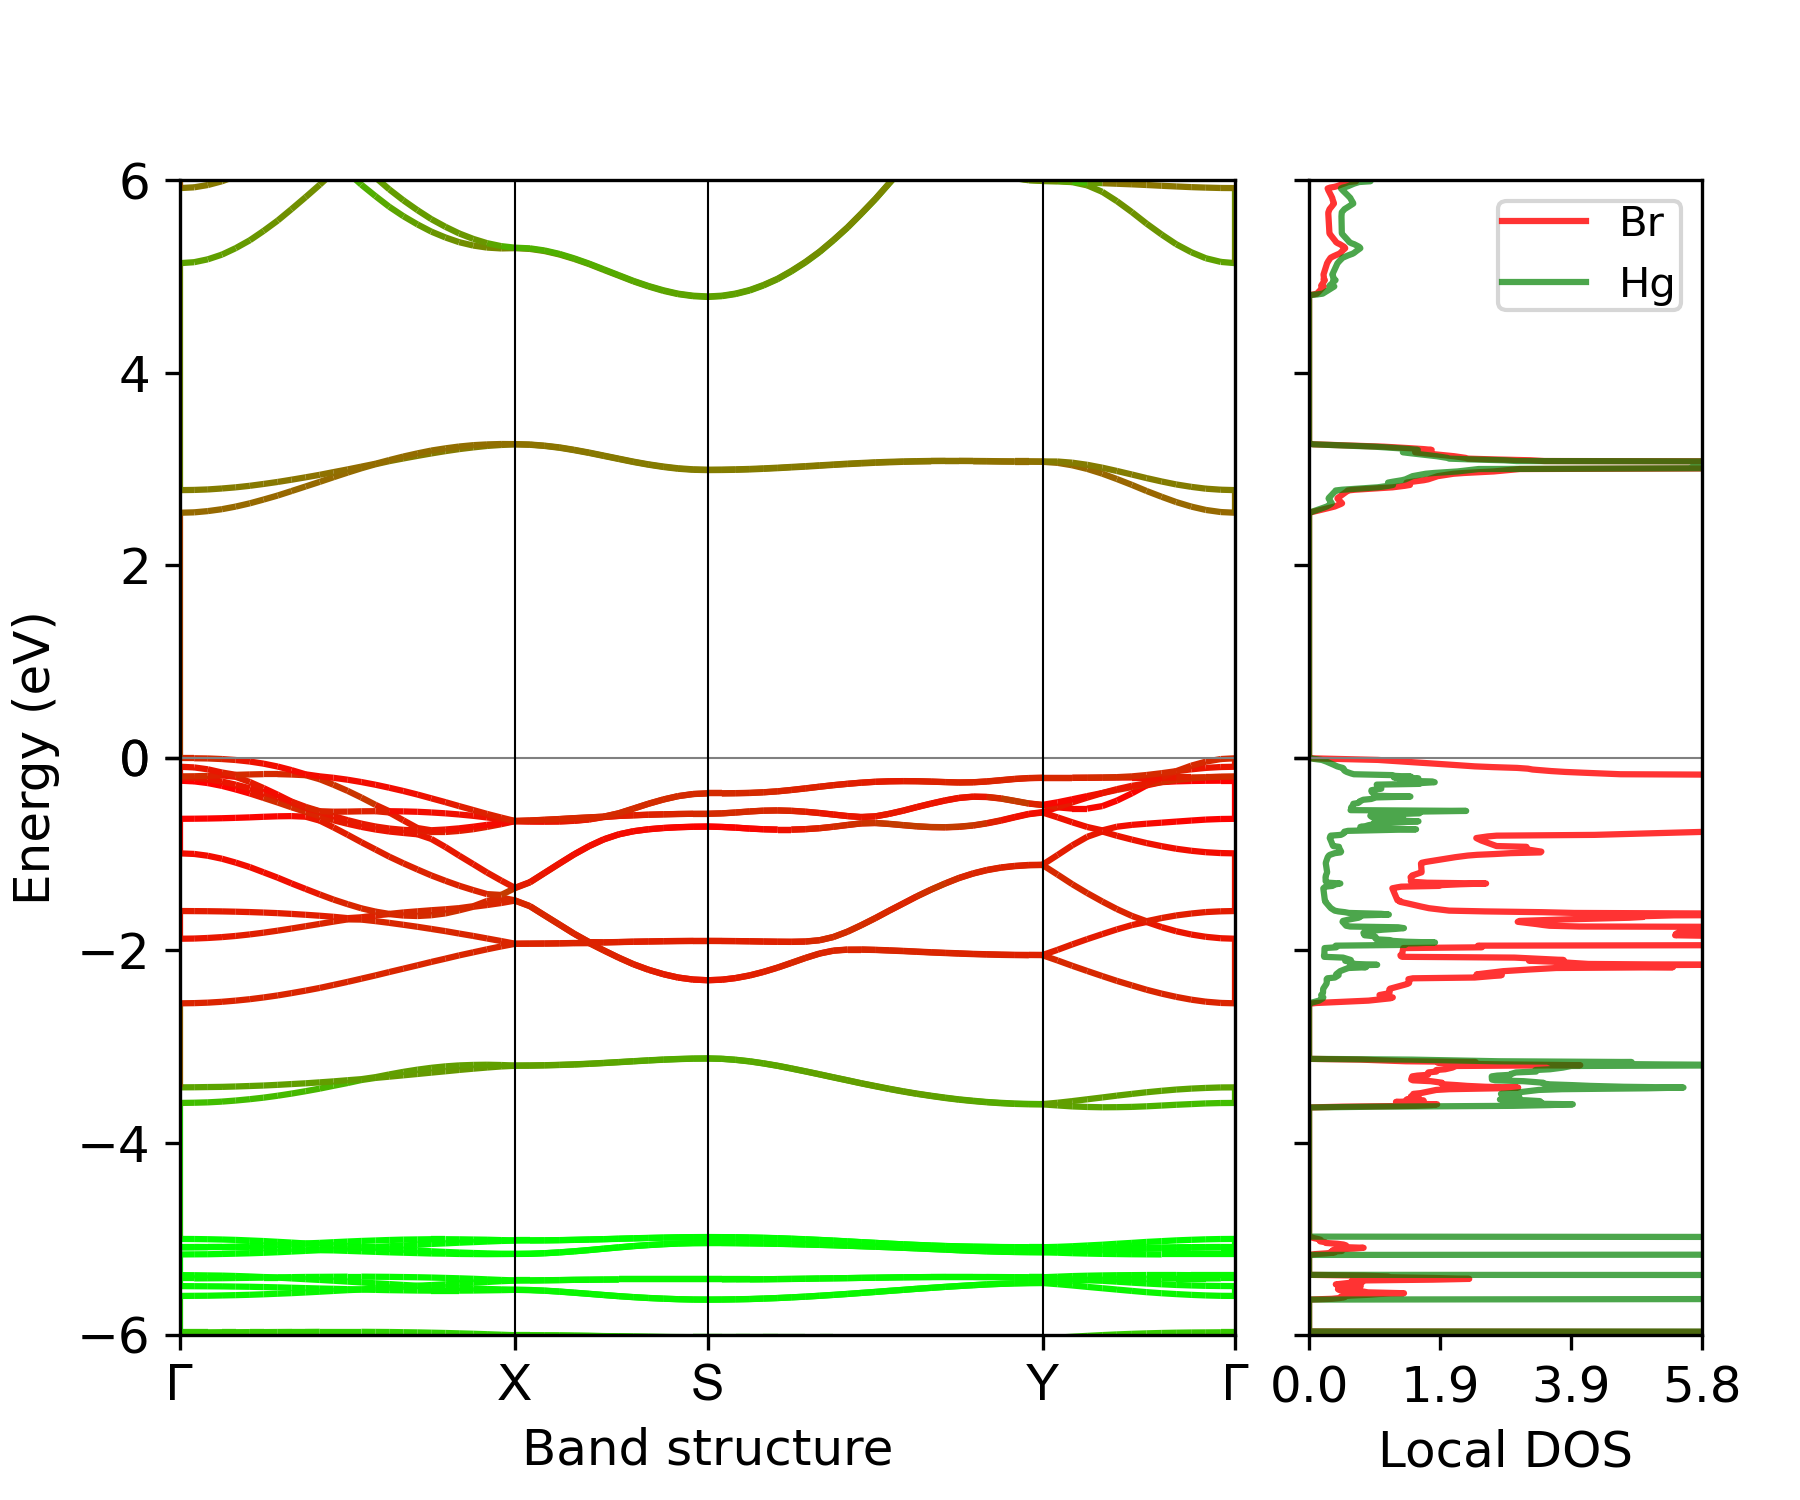 6
4
2
0
−2
−4
−6
Energy (eV)
Γ X S Y Γ
Band structure
Br
Hg
0.0 1.9 3.9 5.8
Local DOS